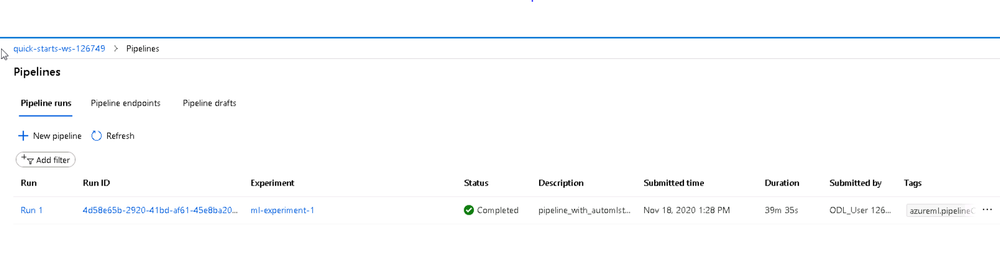 quick-starts-ws-126749 > Pipelines
Pipelines
Pipeline runs Pipeline endpoints Pipeline drafts
New pipeline Refresh
Add filter
Run Run ID Experiment Status Description Submitted time Duration Submitted by Tags
Run 1 4d58e65b-2920-41bd-af61-45e8ba20... ml-experiment-1 Completed pipeline_with_automlst... Nov 18, 2020 1:28 PM 39m 35s ODL_User 126... azureml.pipelineC ...